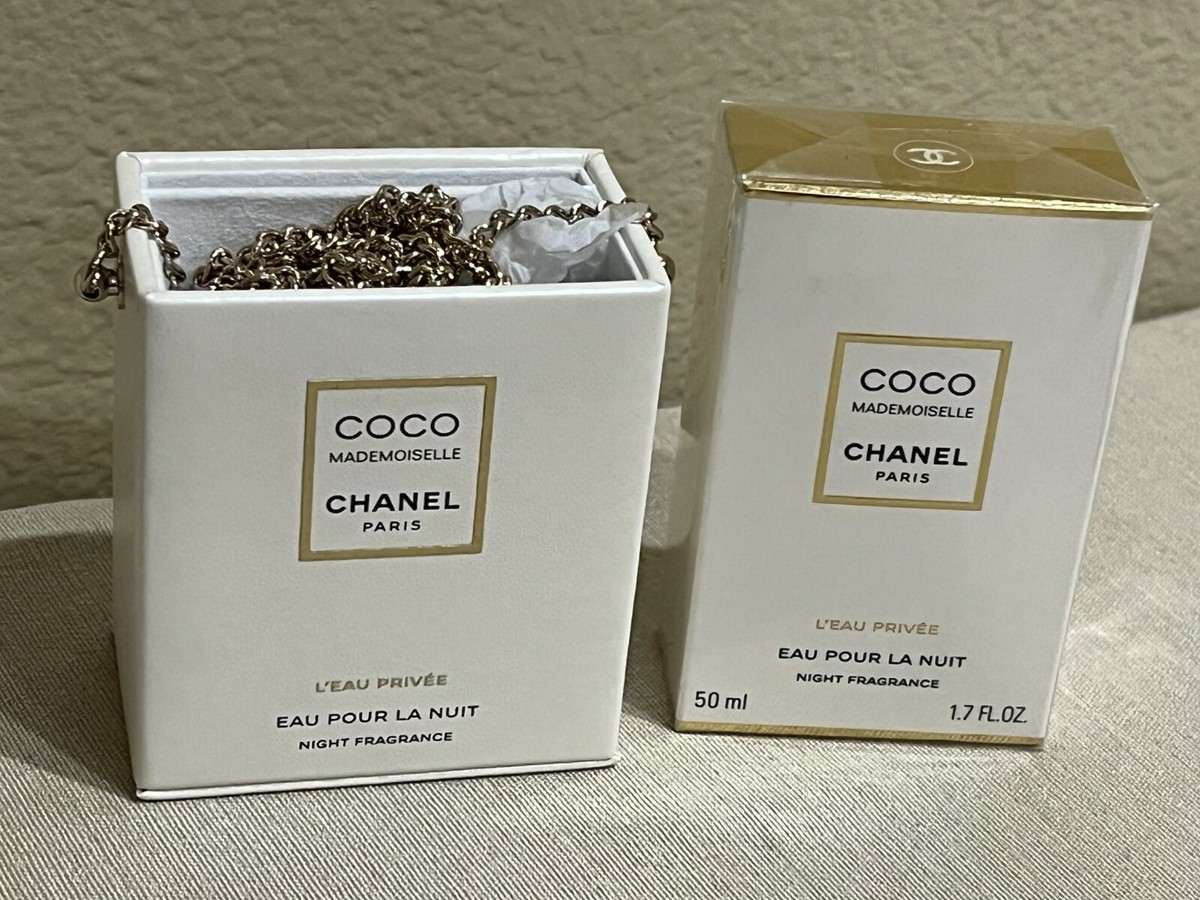 COCO
MADEMOISELLE
CHANEL
PARIS
L'EAU PRIVÉE
EAU POUR LA NUIT
NIGHT FRAGRANCE
COCO
MADEMOISELLE
CHANEL
PARIS
L'EAU PRIVÉE
EAU POUR LA NUIT
NIGHT FRAGRANCE
50 ml
1.7 FL.OZ.